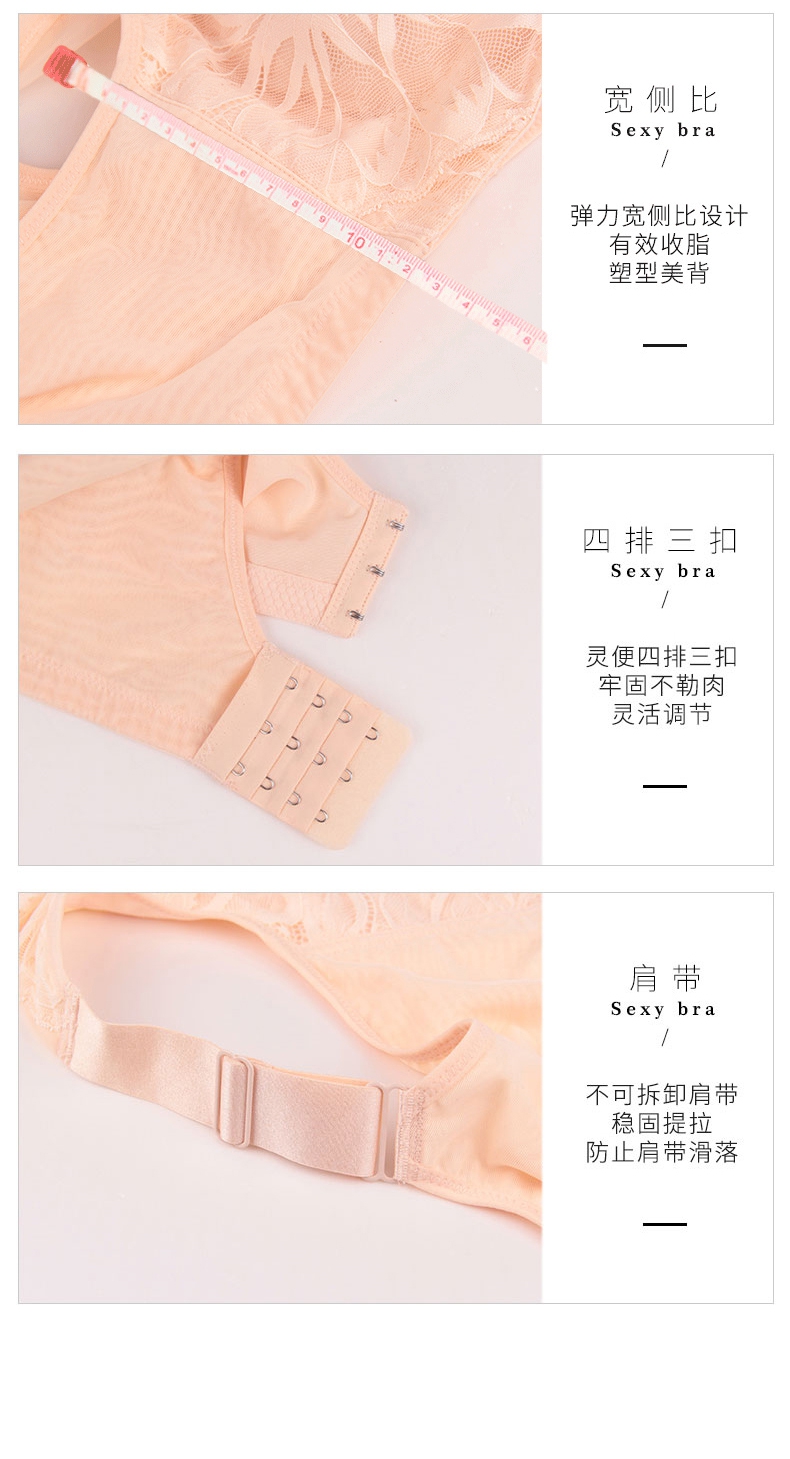 宽侧比
Sexy bra
/
弹力宽侧比设计
有效收脂
塑型美背
1 2 3 4 5 6 7 8 9 10 1 2 3 4 5 6
四排三扣
Sexy bra
/
灵便四排三扣
牢固不勒肉
灵活调节
肩带
Sexy bra
/
不可拆卸肩带
稳固提拉
防止肩带滑落